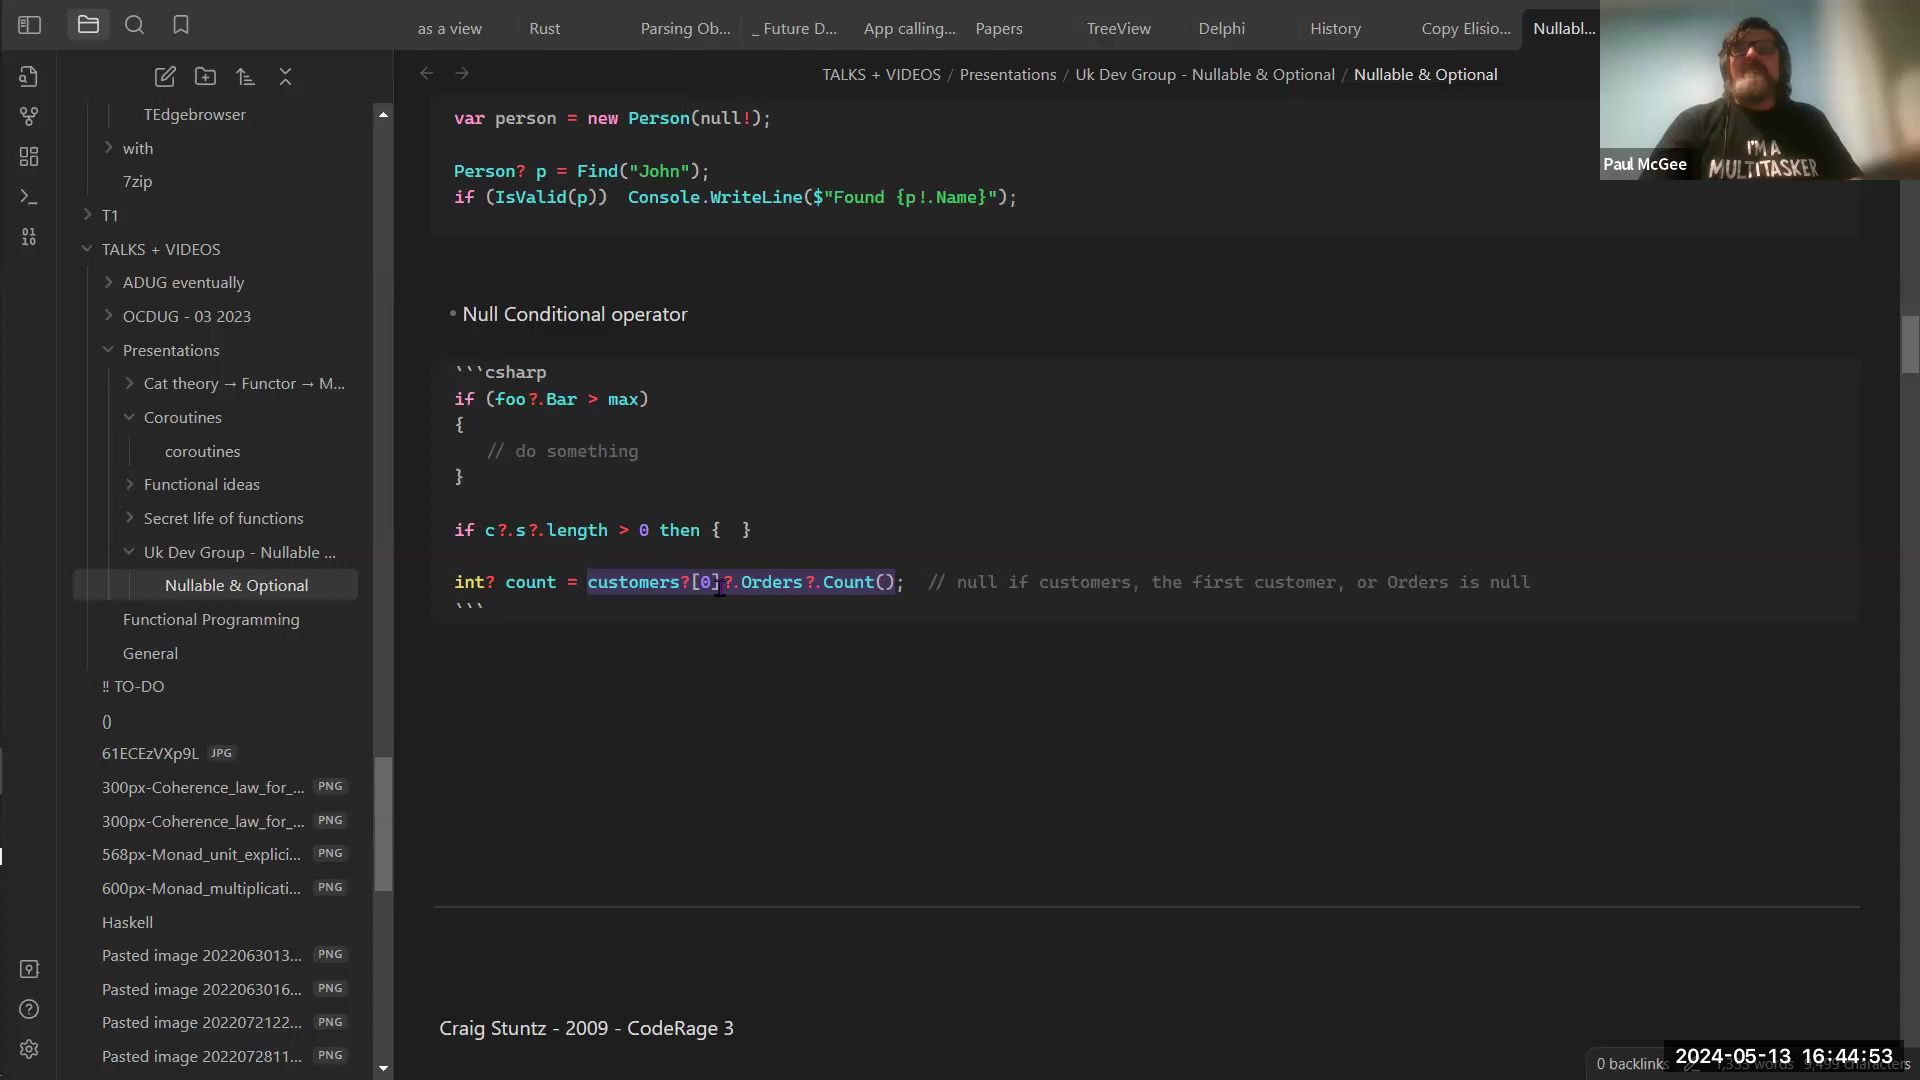 as a view
Rust
Parsing Ob...
_ Future D...
App calling...
Papers
TreeView
Delphi
History
Copy Elisio...
Nullabl...
TALKS + VIDEOS / Presentations / Uk Dev Group - Nullable & Optional / Nullable & Optional
TEdgebrowser
with
7zip
T1
TALKS + VIDEOS
ADUG eventually
OCDUG - 03 2023
Presentations
Cat theory → Functor → M...
Coroutines
coroutines
Functional ideas
Secret life of functions
Uk Dev Group - Nullable ...
Nullable & Optional
Functional Programming
General
!! TO-DO
()
61ECEzVXp9L JPG
300px-Coherence_law_for_... PNG
300px-Coherence_law_for_... PNG
568px-Monad_unit_explici... PNG
600px-Monad_multiplicati... PNG
Haskell
Pasted image 2022063013... PNG
Pasted image 2022063016... PNG
Pasted image 2022072122... PNG
Pasted image 2022072811... PNG
var person = new Person(null!);
Person? p = Find("John");
if (IsValid(p))  Console.WriteLine($"Found {p!.Name}");
• Null Conditional operator
```csharp
if (foo?.Bar > max)
{
// do something
}
if c?.s?.length > 0 then {  }
int? count = customers?[0]?.Orders?.Count();  // null if customers, the first customer, or Orders is null
```
Craig Stuntz - 2009 - CodeRage 3
I'M A
MULTITASKER
Paul McGee
0 backlinks
2024-05-13 16:44:53